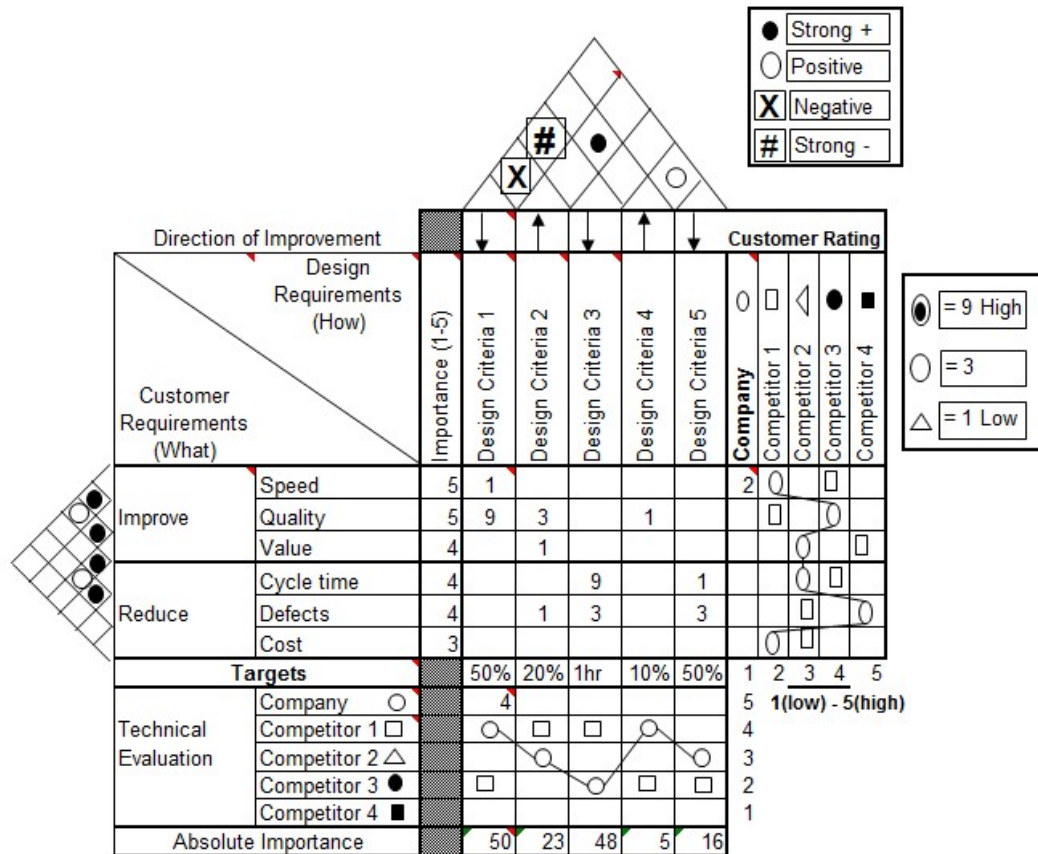 Strong +
Positive
X Negative
# Strong -
#
X
Direction of Improvement
Customer Rating
Design
Requirements
(How)
Customer
Requirements
(What)
Importance (1-5)
Design Criteria 1
Design Criteria 2
Design Criteria 3
Design Criteria 4
Design Criteria 5
Company
Competitor 1
Competitor 2
Competitor 3
Competitor 4
= 9 High
= 3
= 1 Low
Improve
Speed 5 1 2
Quality 5 9 3 1
Value 4 1
Reduce
Cycle time 4 9 1
Defects 4 1 3 3
Cost 3
Targets 50% 20% 1hr 10% 50% 1 2 3 4 5
1(low) - 5(high)
Technical
Evaluation
Company 4 5
Competitor 1 4
Competitor 2 3
Competitor 3 2
Competitor 4 1
Absolute Importance 50 23 48 5 16